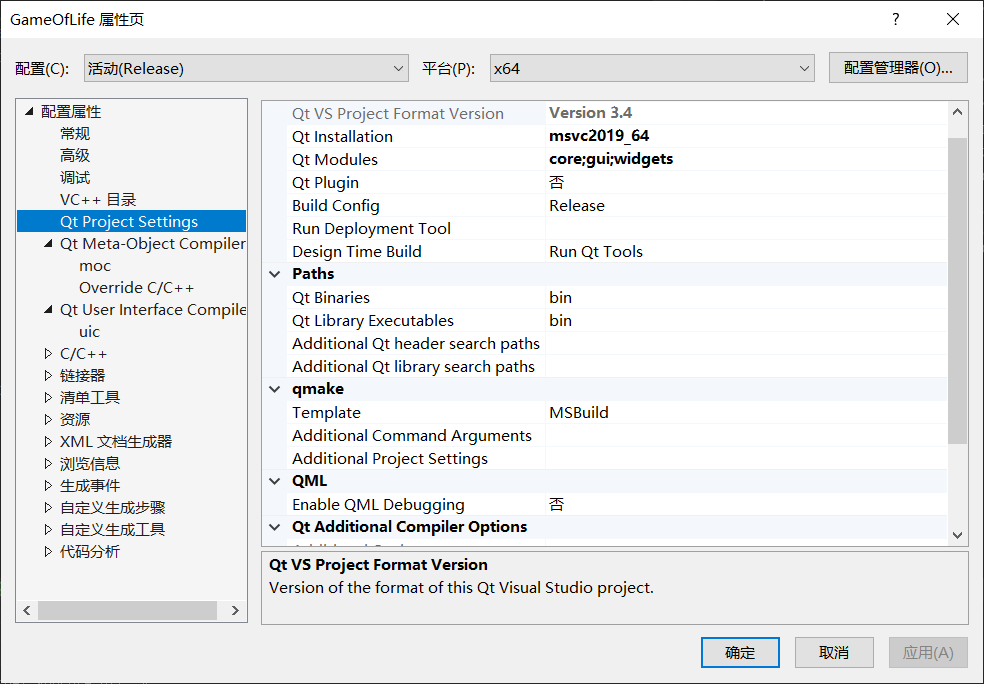 GameOfLife 属性页
?
配置(C):
活动(Release)
平台(P):
x64
配置管理器(O)...
配置属性
常规
高级
调试
VC++ 目录
Qt Project Settings
Qt Meta-Object Compiler
moc
Override C/C++
Qt User Interface Compile
uic
C/C++
链接器
清单工具
资源
XML 文档生成器
浏览信息
生成事件
自定义生成步骤
自定义生成工具
代码分析
Qt VS Project Format Version Version 3.4
Qt Installation msvc2019_64
Qt Modules core;gui;widgets
Qt Plugin 否
Build Config Release
Run Deployment Tool
Design Time Build Run Qt Tools
Paths
Qt Binaries bin
Qt Library Executables bin
Additional Qt header search paths
Additional Qt library search paths
qmake
Template MSBuild
Additional Command Arguments
Additional Project Settings
QML
Enable QML Debugging 否
Qt Additional Compiler Options
Qt VS Project Format Version
Version of the format of this Qt Visual Studio project.
确定
取消
应用(A)